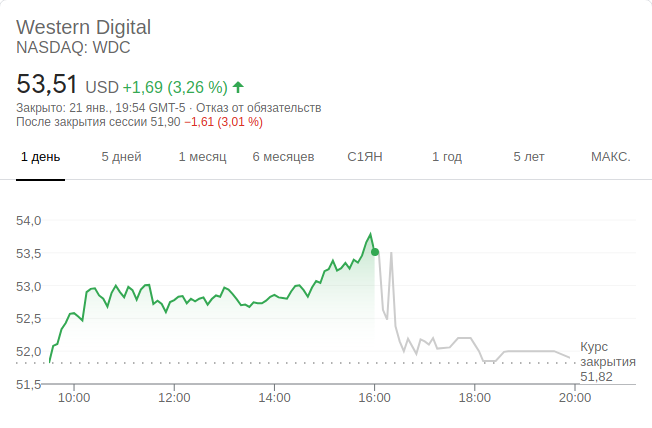 Western Digital
NASDAQ: WDC
53,51 USD +1,69 (3,26 %)
Закрыто: 21 янв., 19:54 GMT-5 · Отказ от обязательств
После закрытия сессии 51,90 −1,61 (3,01 %)
1 день 5 дней 1 месяц 6 месяцев С1ЯН 1 год 5 лет МАКС.
54,0
53,5
53,0
52,5
52,0
51,5
Курс
закрытия
51,82
10:00 12:00 14:00 16:00 18:00 20:00